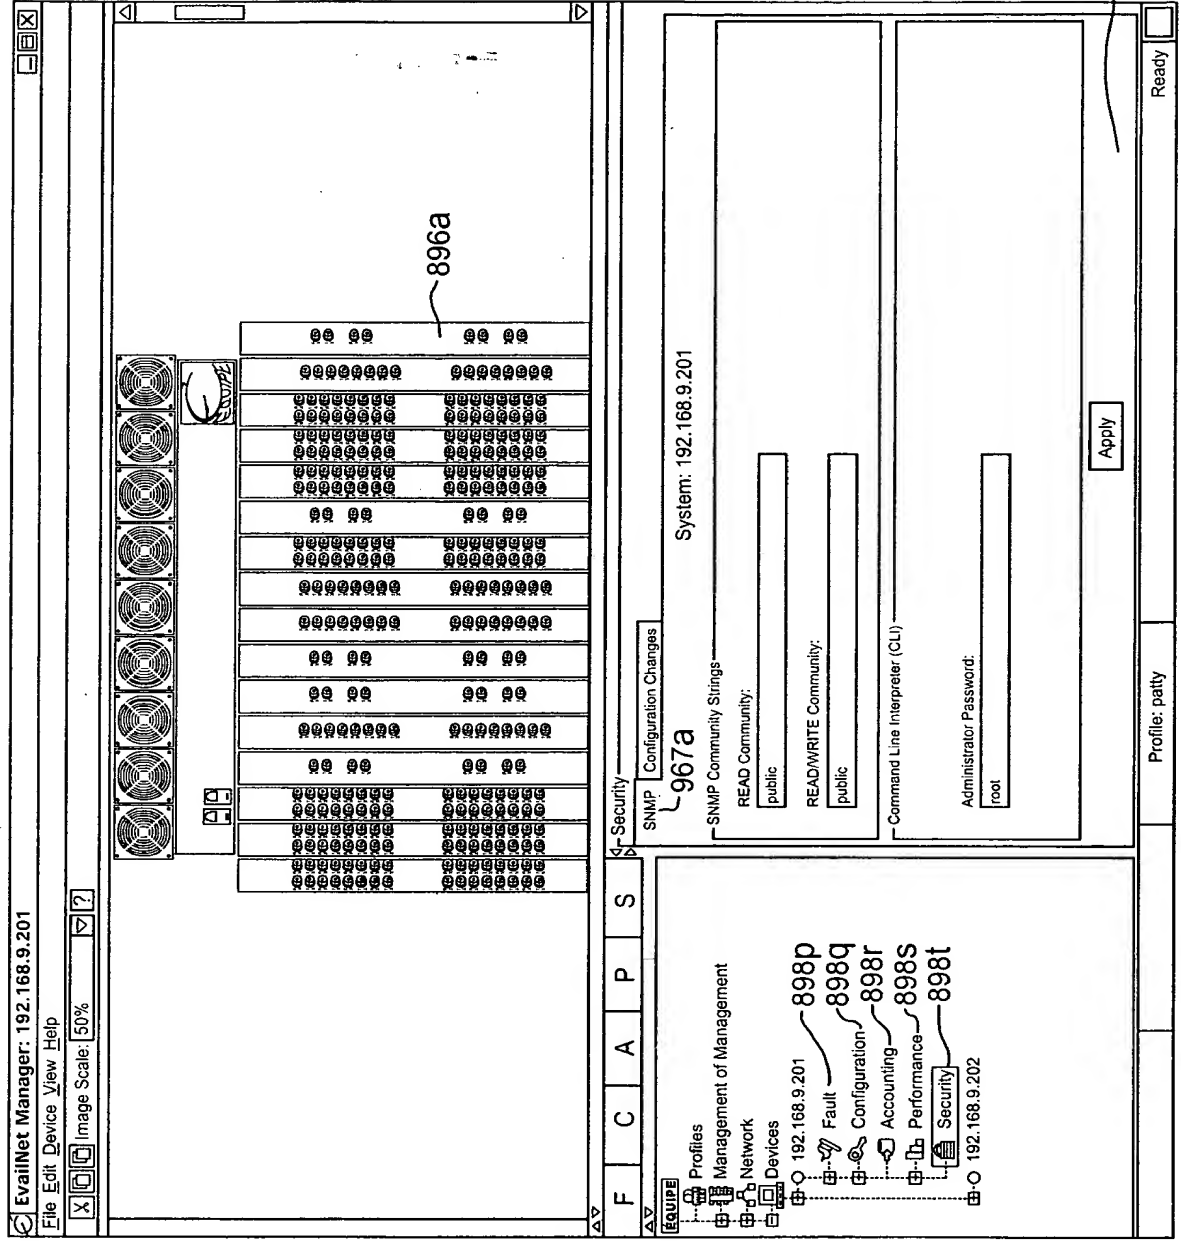 EvailNet Manager: 192.168.9.201
File Edit Device View Help
X
Image Scale: 50%
?
896a
F C A P S
EQUIPE
Profiles
Management of Management
Network
Devices
192.168.9.201
Fault
898p
Configuration
898q
Accounting
898r
Performance
898s
Security
898t
192.168.9.202
Security
SNMP
Configuration Changes
967a
System: 192.168.9.201
SNMP Community Strings
READ Community:
public
READ/WRITE Community:
public
Command Line Interpreter (CLI)
Administrator Password:
root
Apply
Profile: patty
Ready